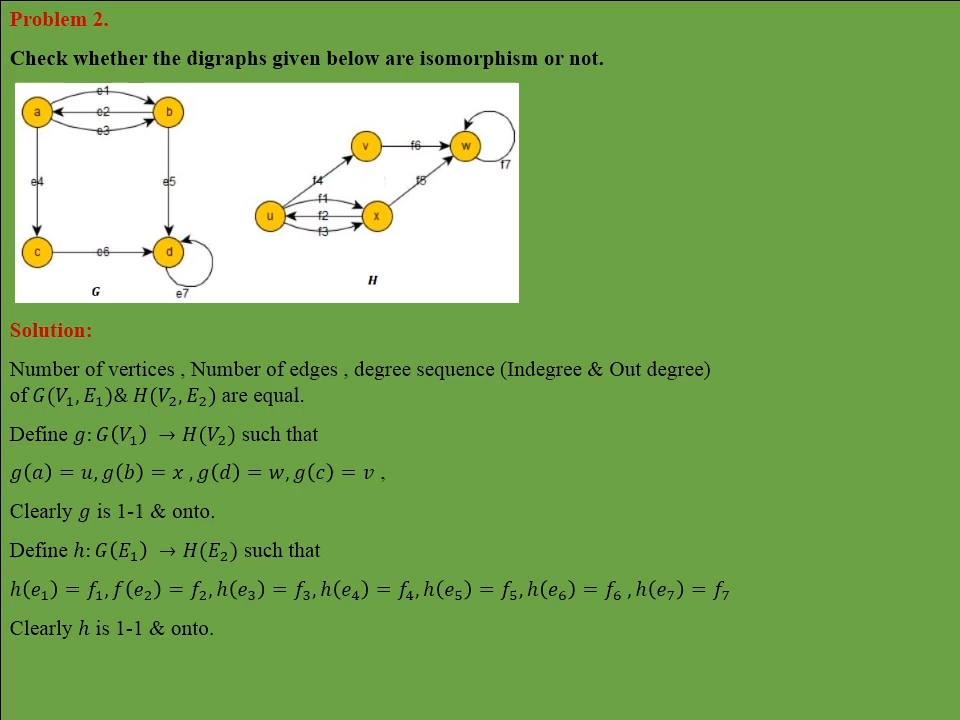 Problem 2.
Check whether the digraphs given below are isomorphism or not.
e1
a e2 b
e3
v f6 w
f7
e4 e5 f4 f5
f1
u f2 x
f3
c e6 d
G e7 H
Solution:
Number of vertices , Number of edges , degree sequence (Indegree & Out degree)
of G(V₁, E₁)& H(V₂, E₂) are equal.
Define g: G(V₁) → H(V₂) such that
g(a) = u, g(b) = x , g(d) = w, g(c) = v ,
Clearly g is 1-1 & onto.
Define h: G(E₁) → H(E₂) such that
h(e₁) = f₁, f(e₂) = f₂, h(e₃) = f₃, h(e₄) = f₄, h(e₅) = f₅, h(e₆) = f₆ , h(e₇) = f₇
Clearly h is 1-1 & onto.